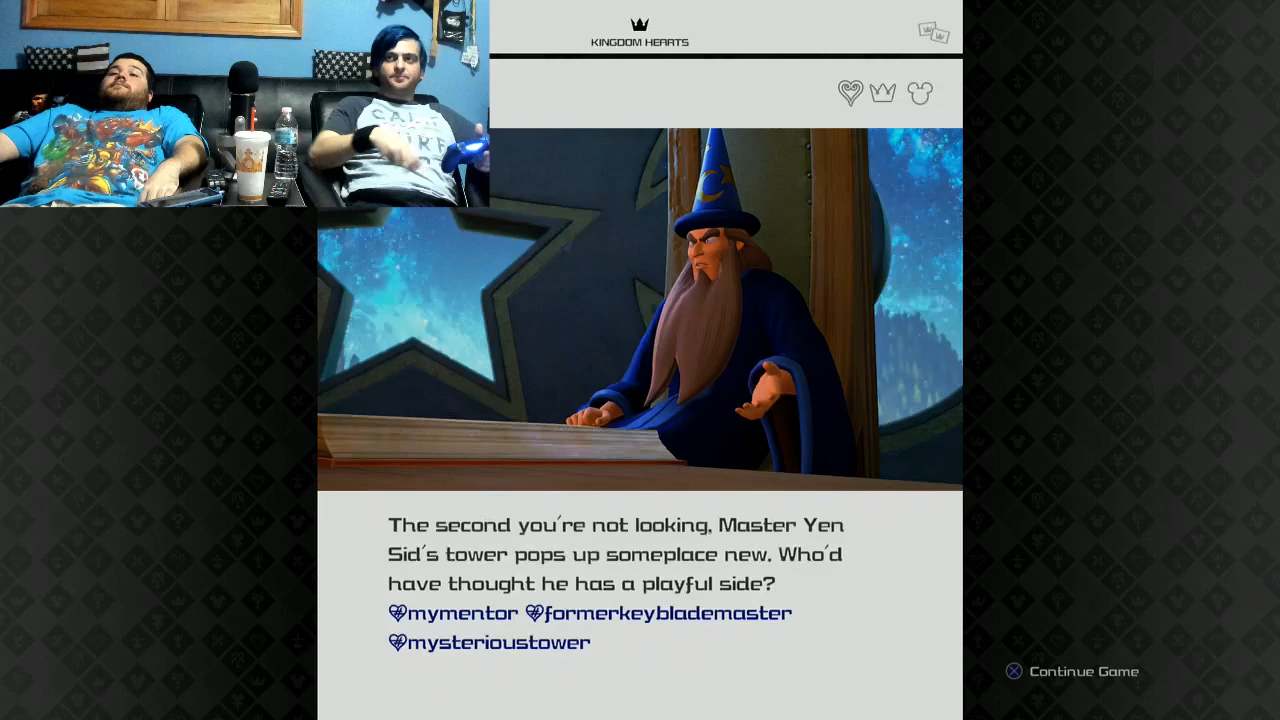 KINGDOM HEARTS
The second you're not looking, Master Yen
Sid's tower pops up someplace new. Who'd
have thought he has a playful side?
mymentor formerkeyblademaster
mysterioustower
Continue Game